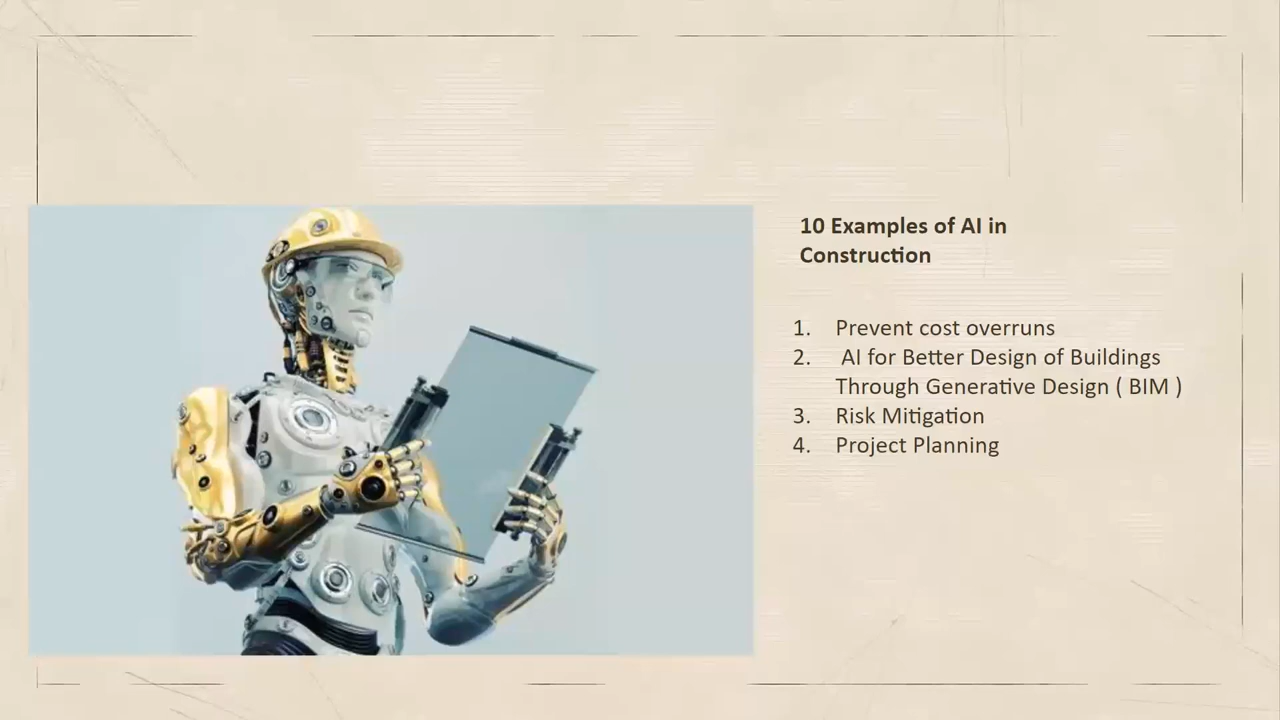 10 Examples of AI in
Construction
1. Prevent cost overruns
2. AI for Better Design of Buildings
Through Generative Design ( BIM )
3. Risk Mitigation
4. Project Planning